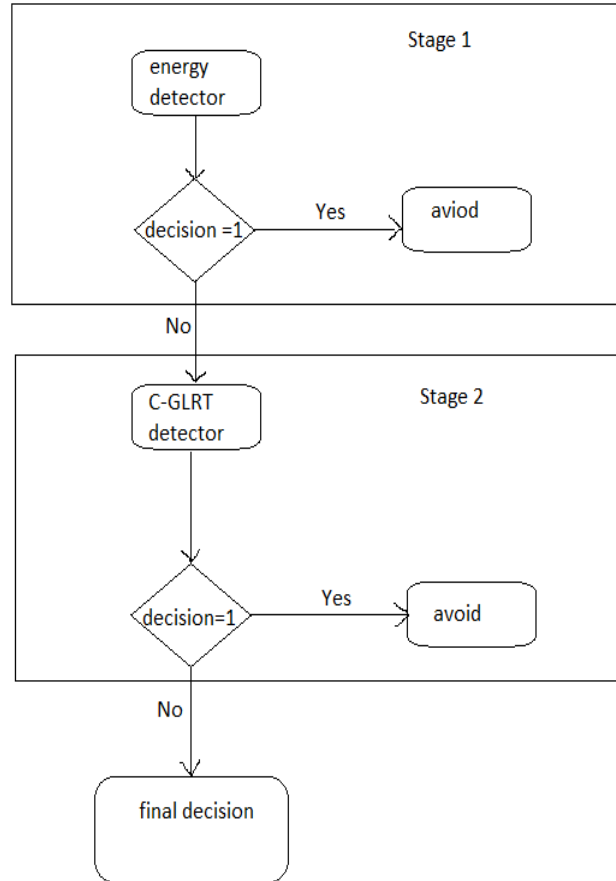 Stage 1
energy
detector
decision =1
Yes
aviod
No
Stage 2
C-GLRT
detector
decision=1
Yes
avoid
No
final decision